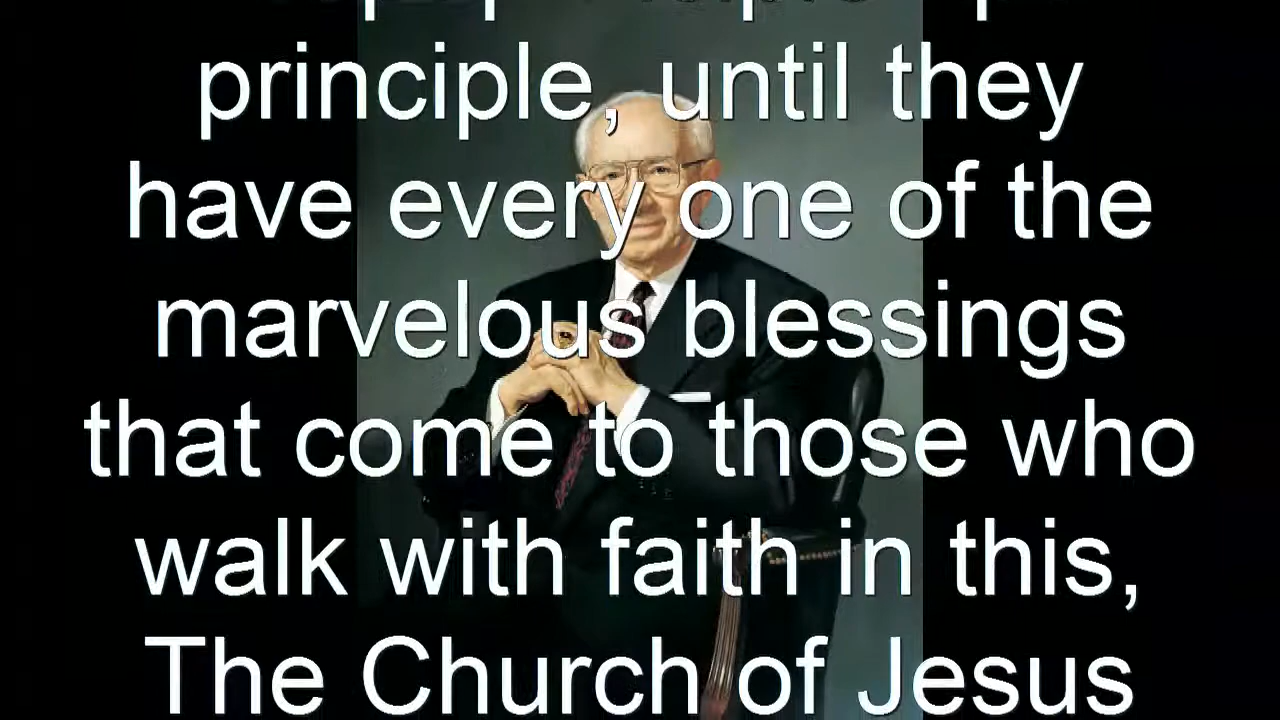 principle, until they
have every one of the
marvelous blessings
that come to those who
walk with faith in this,
The Church of Jesus